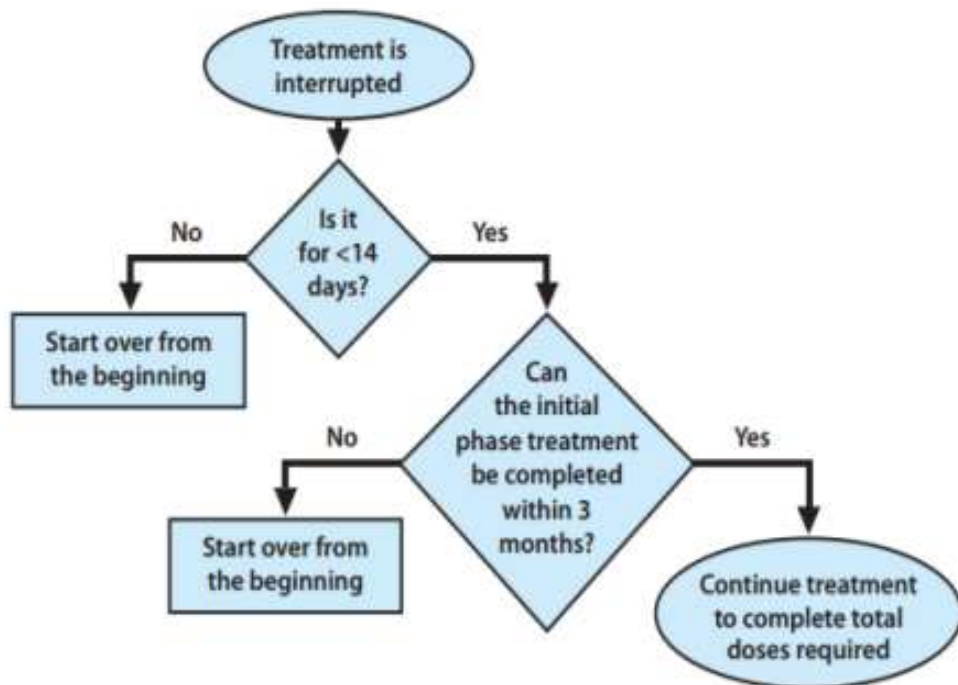 Treatment is
interrupted
Is it
for <14
days?
No
Yes
Start over from
the beginning
Can
the initial
phase treatment
be completed
within 3
months?
No
Yes
Start over from
the beginning
Continue treatment
to complete total
doses required